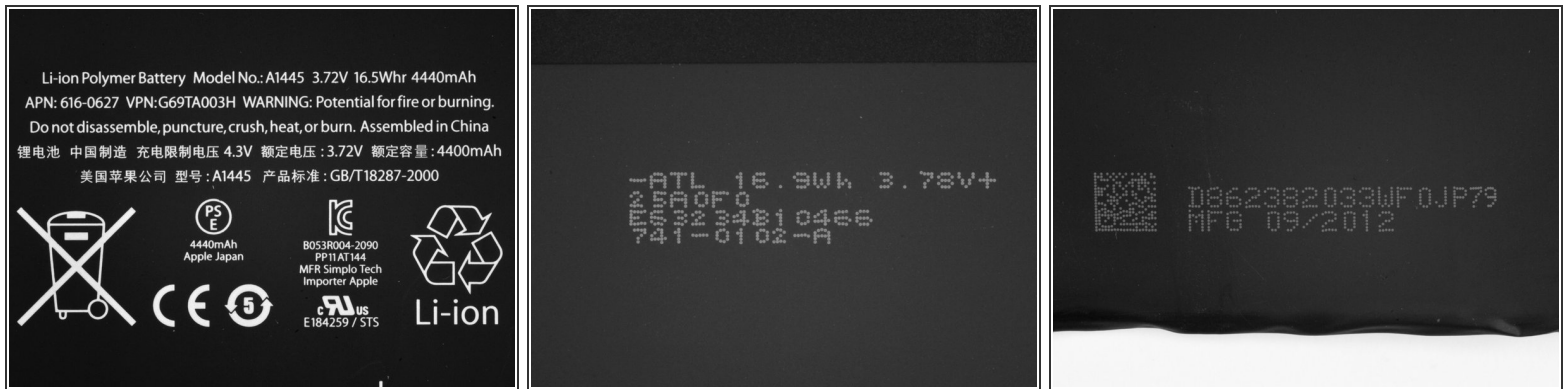 Li-ion Polymer Battery Model No.: A1445 3.72V 16.5Whr 4440mAh
APN: 616-0627 VPN:G69TA003H WARNING: Potential for fire or burning.
Do not disassemble, puncture, crush, heat, or burn. Assembled in China
锂电池 中国制造 充电限制电压 4.3V 额定电压 : 3.72V 额定容量 : 4400mAh
美国苹果公司 型号 : A1445 产品标准 : GB/T18287-2000
PS
E
4440mAh
Apple Japan
5
B053R004-2090
PP11AT144
MFR Simplo Tech
Importer Apple
c US
E184259 / STS
Li-ion
-ATL 16.9Wh 3.78V+
25A0F0
ES3234B10466
741-0102-A
D862382033WF0JP79
MFG 09/2012